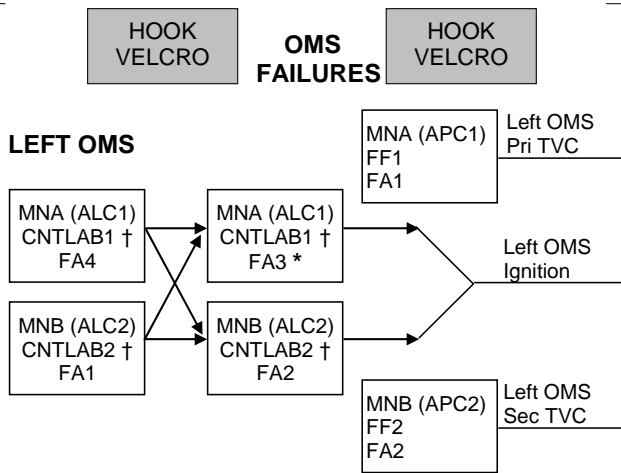 HOOK
VELCRO
OMS
FAILURES
HOOK
VELCRO
LEFT OMS
MNA (APC1)
FF1
FA1
Left OMS
Pri TVC
MNA (ALC1)
CNTLAB1 †
FA4
MNA (ALC1)
CNTLAB1 †
FA3 *
Left OMS
Ignition
MNB (ALC2)
CNTLAB2 †
FA1
MNB (ALC2)
CNTLAB2 †
FA2
MNB (APC2)
FF2
FA2
Left OMS
Sec TVC